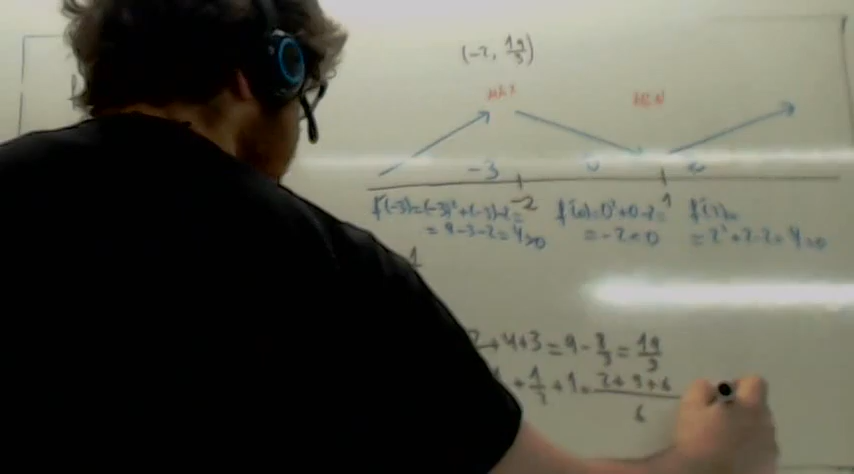 (-2, 19/3)
MAX MIN
-3 0
-2 1
f'(-3)=(-3)²+(-3)-2= f'(0)=0²+0-2= f'(2)=
=9-3-2=4>0 =-2<0 =2²+2-2=4>0
1
+4+3=9-8/3=19/3
+1/2+1=2+3+6/6